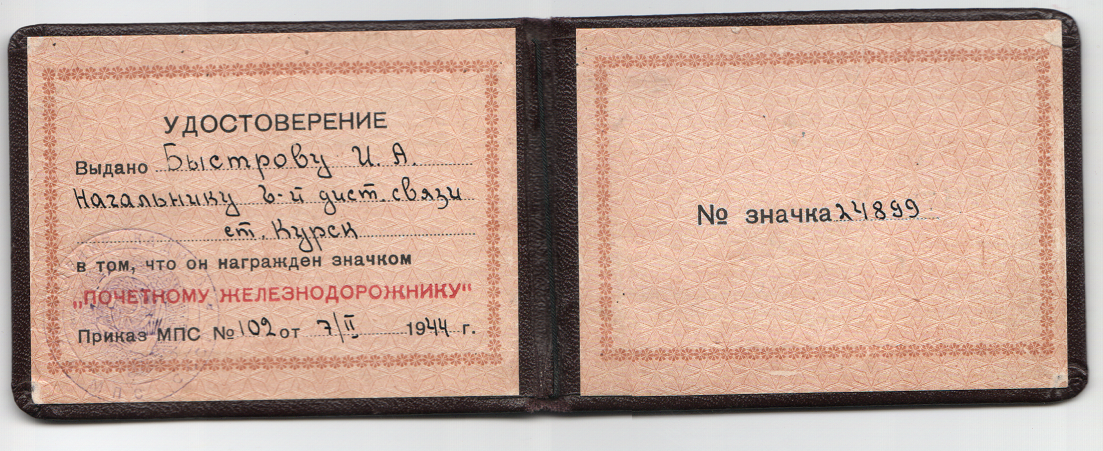 УДОСТОВЕРЕНИЕ
Выдано Быстрову И. А.
Начальнику 6-й дист. связи
ст. Курск
в том, что он награжден значком
„ПОЧЕТНОМУ ЖЕЛЕЗНОДОРОЖНИКУ“
Приказ МПС № 102 от 7/II 1944 г.
№ значка 24899